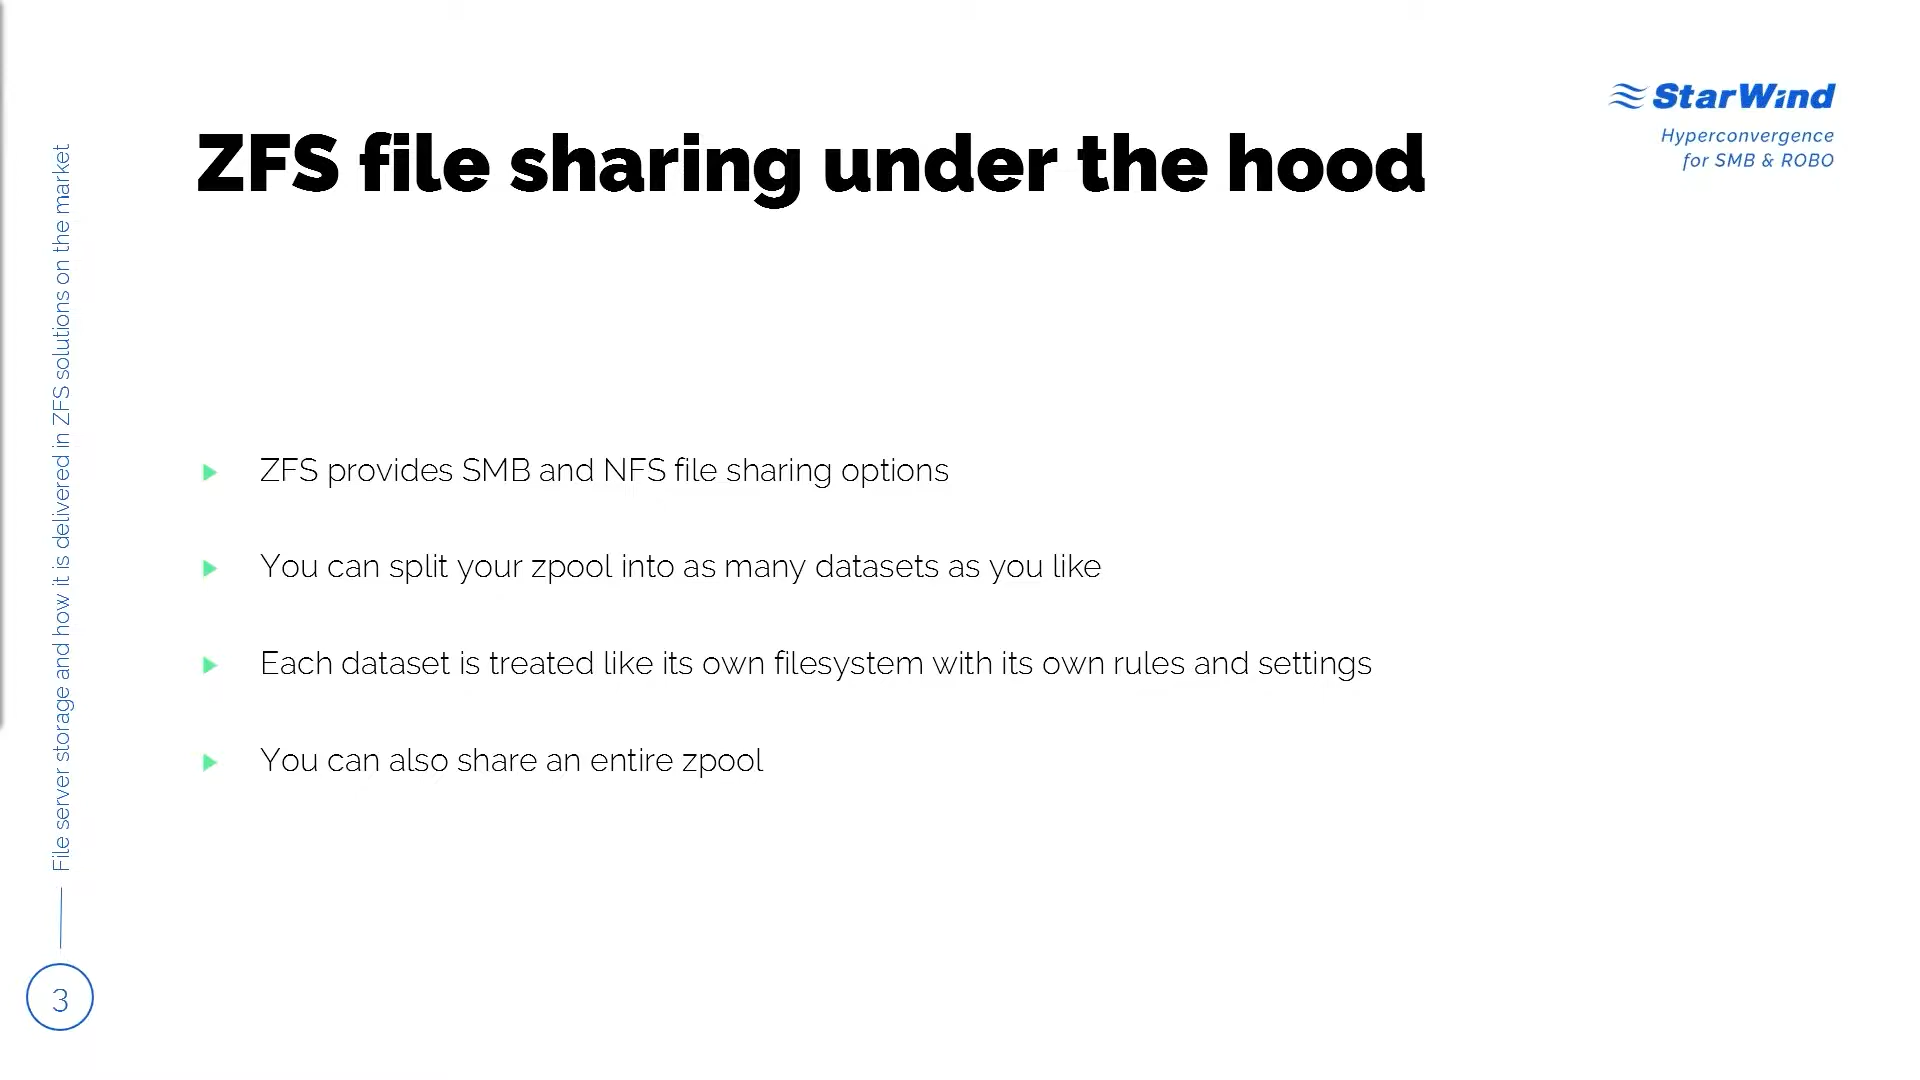 StarWind
Hyperconvergence
for SMB & ROBO
ZFS file sharing under the hood
ZFS provides SMB and NFS file sharing options
You can split your zpool into as many datasets as you like
Each dataset is treated like its own filesystem with its own rules and settings
You can also share an entire zpool
File server storage and how it is delivered in ZFS solutions on the market
3